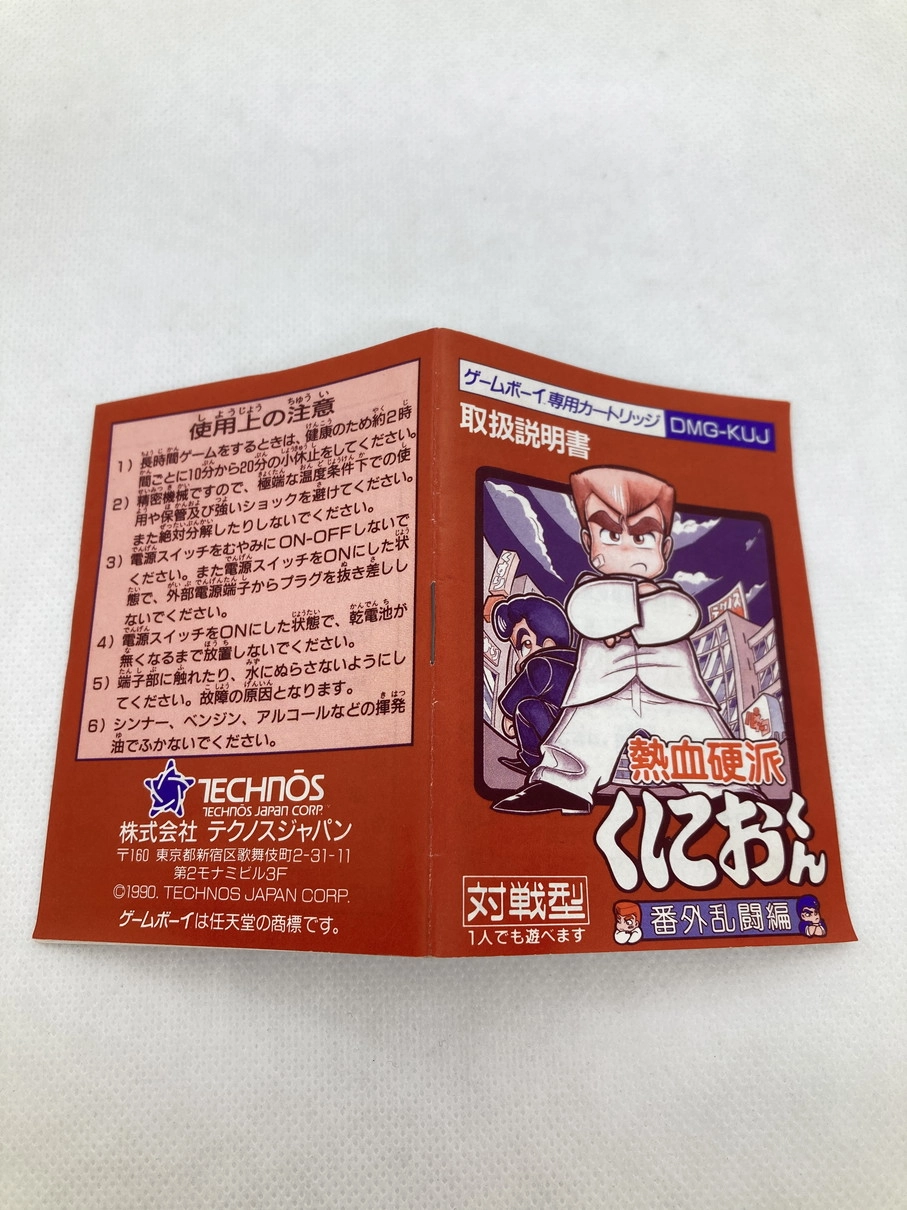 使用上の注意
1）長時間ゲームをするときは、健康のため約2時
間ごとに10分から20分の小休止をしてください。
2）精密機械ですので、極端な温度条件下での使
用や保管及び強いショックを避けてください。
また絶対分解したりしないでください。
3）電源スイッチをむやみにON-OFFしないで
ください。また電源スイッチをONにした状
態で、外部電源端子からプラグを抜き差しし
ないでください。
4）電源スイッチをONにした状態で、乾電池が
無くなるまで放置しないでください。
5）端子部に触れたり、水にぬらさないようにし
てください。故障の原因となります。
6）シンナー、ベンジン、アルコールなどの揮発
油でふかないでください。
TECHNŌS
TECHNŌS JAPAN CORP.
株式会社 テクノスジャパン
〒160 東京都新宿区歌舞伎町2-31-11
第2モナミビル3F
©1990. TECHNOS JAPAN CORP.
ゲームボーイは任天堂の商標です。
ゲームボーイ専用カートリッジ DMG-KUJ
取扱説明書
テクノス
熱血硬派
くにおくん
番外乱闘編
対戦型
1人でも遊べます